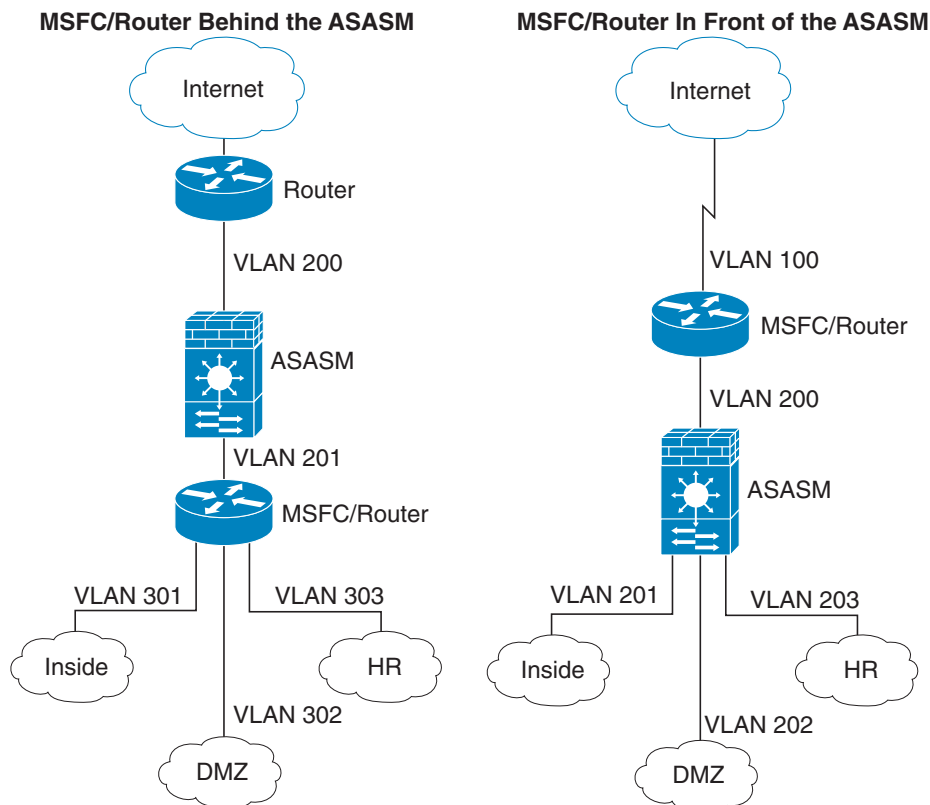 MSFC/Router Behind the ASASM
Internet
Router
VLAN 200
ASASM
VLAN 201
MSFC/Router
VLAN 301
VLAN 303
Inside
HR
VLAN 302
DMZ
MSFC/Router In Front of the ASASM
Internet
VLAN 100
MSFC/Router
VLAN 200
ASASM
VLAN 201
VLAN 203
Inside
HR
VLAN 202
DMZ